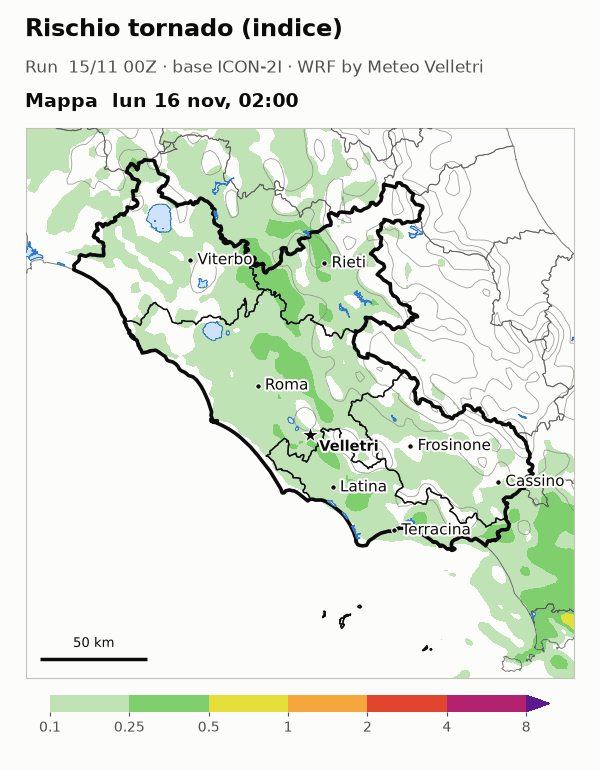 Rischio tornado (indice)
Run  15/11 00Z · base ICON-2I · WRF by Meteo Velletri
Mappa  lun 16 nov, 02:00
Viterbo
Rieti
Roma
Velletri
Frosinone
Cassino
Latina
Terracina
50 km
0.1 0.25 0.5 1 2 4 8